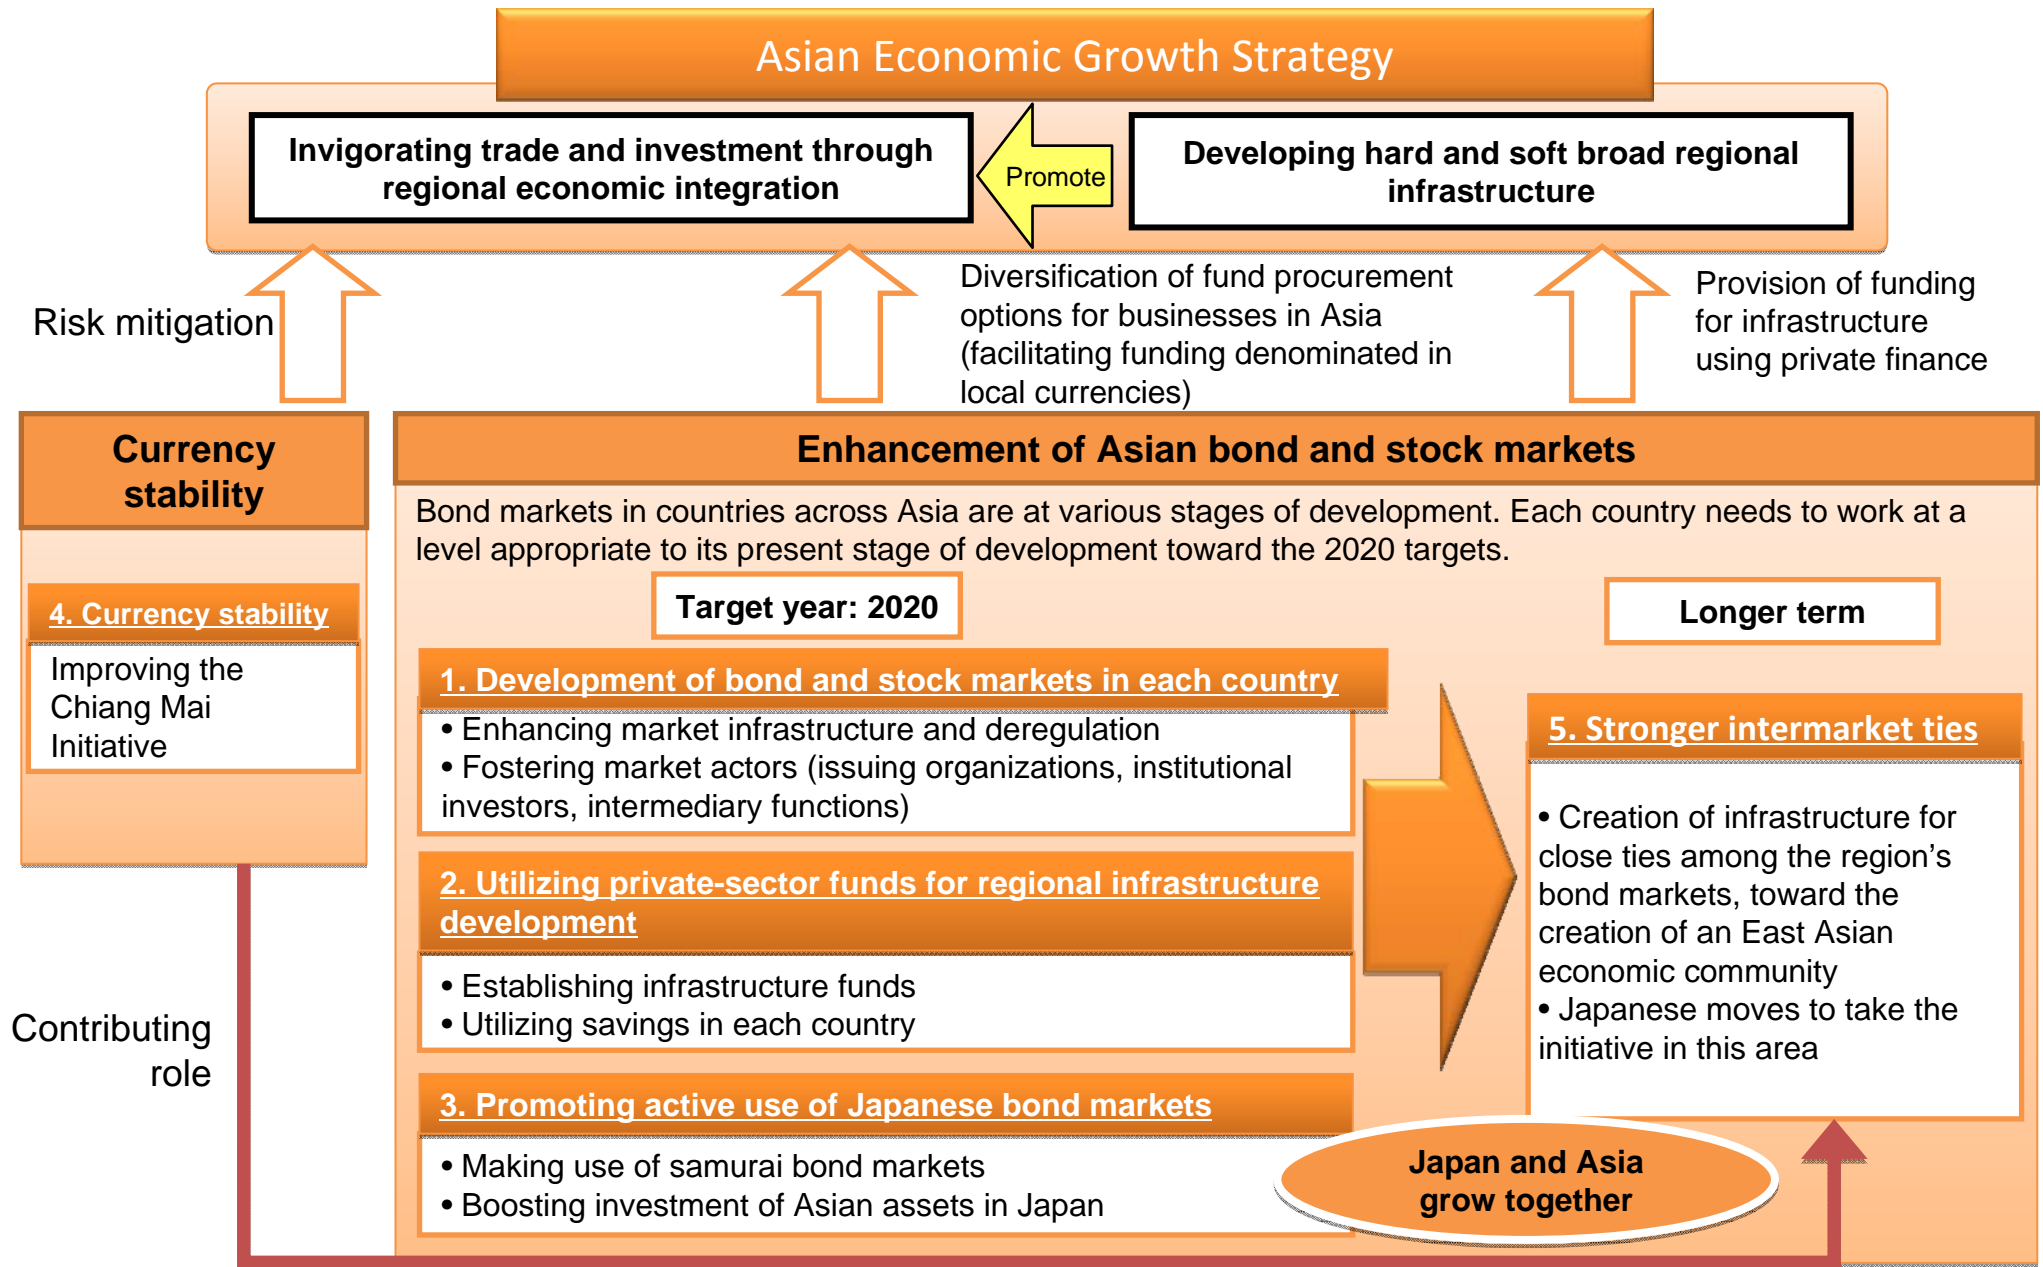 Asian Economic Growth Strategy
Invigorating trade and investment through
regional economic integration
Promote
Developing hard and soft broad regional
infrastructure
Risk mitigation
Diversification of fund procurement
options for businesses in Asia
(facilitating funding denominated in
local currencies)
Provision of funding
for infrastructure
using private finance
Currency
stability
4. Currency stability
Improving the
Chiang Mai
Initiative
Contributing
role
Enhancement of Asian bond and stock markets
Bond markets in countries across Asia are at various stages of development. Each country needs to work at a
level appropriate to its present stage of development toward the 2020 targets.
Target year: 2020
1. Development of bond and stock markets in each country
• Enhancing market infrastructure and deregulation
• Fostering market actors (issuing organizations, institutional
investors, intermediary functions)
2. Utilizing private-sector funds for regional infrastructure
development
• Establishing infrastructure funds
• Utilizing savings in each country
3. Promoting active use of Japanese bond markets
• Making use of samurai bond markets
• Boosting investment of Asian assets in Japan
Longer term
5. Stronger intermarket ties
• Creation of infrastructure for
close ties among the region’s
bond markets, toward the
creation of an East Asian
economic community
• Japanese moves to take the
initiative in this area
Japan and Asia
grow together